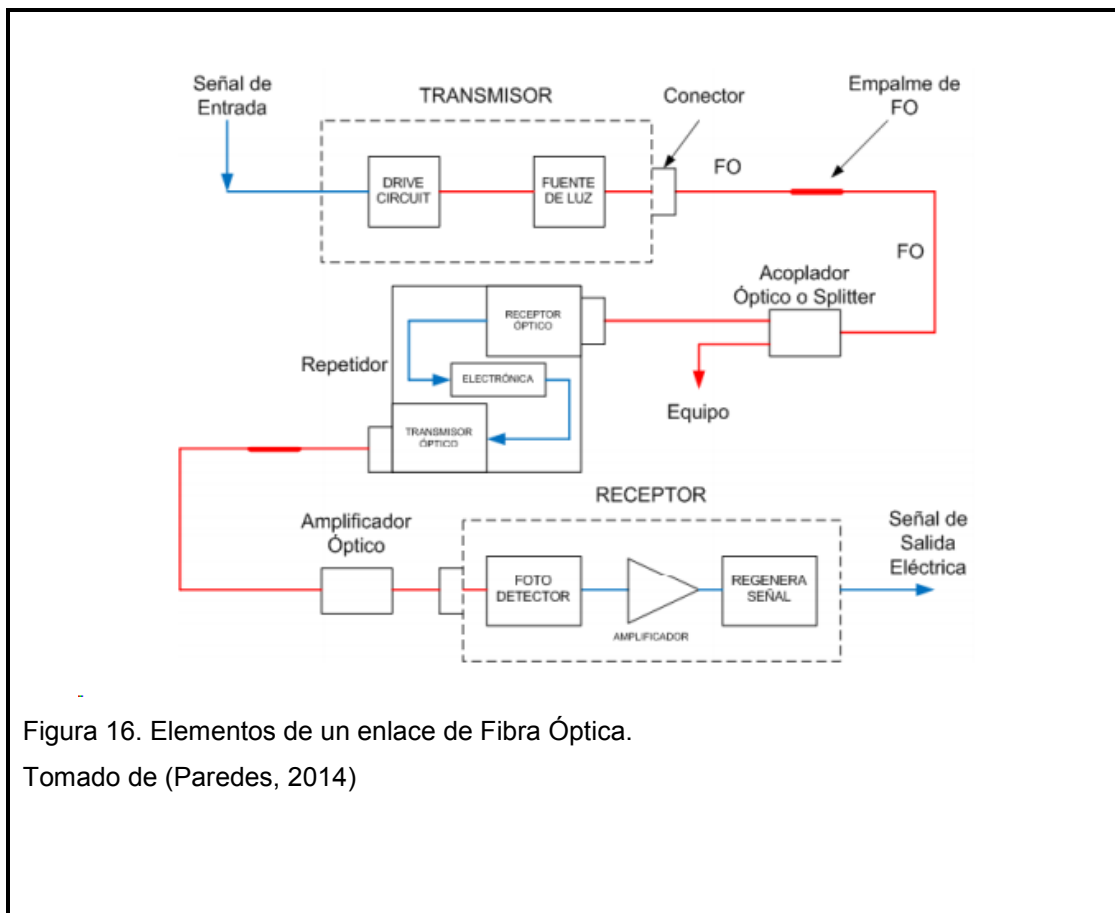 Señal de
Entrada
TRANSMISOR
Conector
Empalme de
FO
DRIVE
CIRCUIT
FUENTE
DE LUZ
FO
FO
Acoplador
Óptico o Splitter
RECEPTOR
ÓPTICO
Repetidor
ELECTRÓNICA
Equipo
TRANSMISOR
ÓPTICO
RECEPTOR
Amplificador
Óptico
Señal de
Salida
Eléctrica
FOTO
DETECTOR
REGENERA
SEÑAL
AMPLIFICADOR
Figura 16. Elementos de un enlace de Fibra Óptica.
Tomado de (Paredes, 2014)